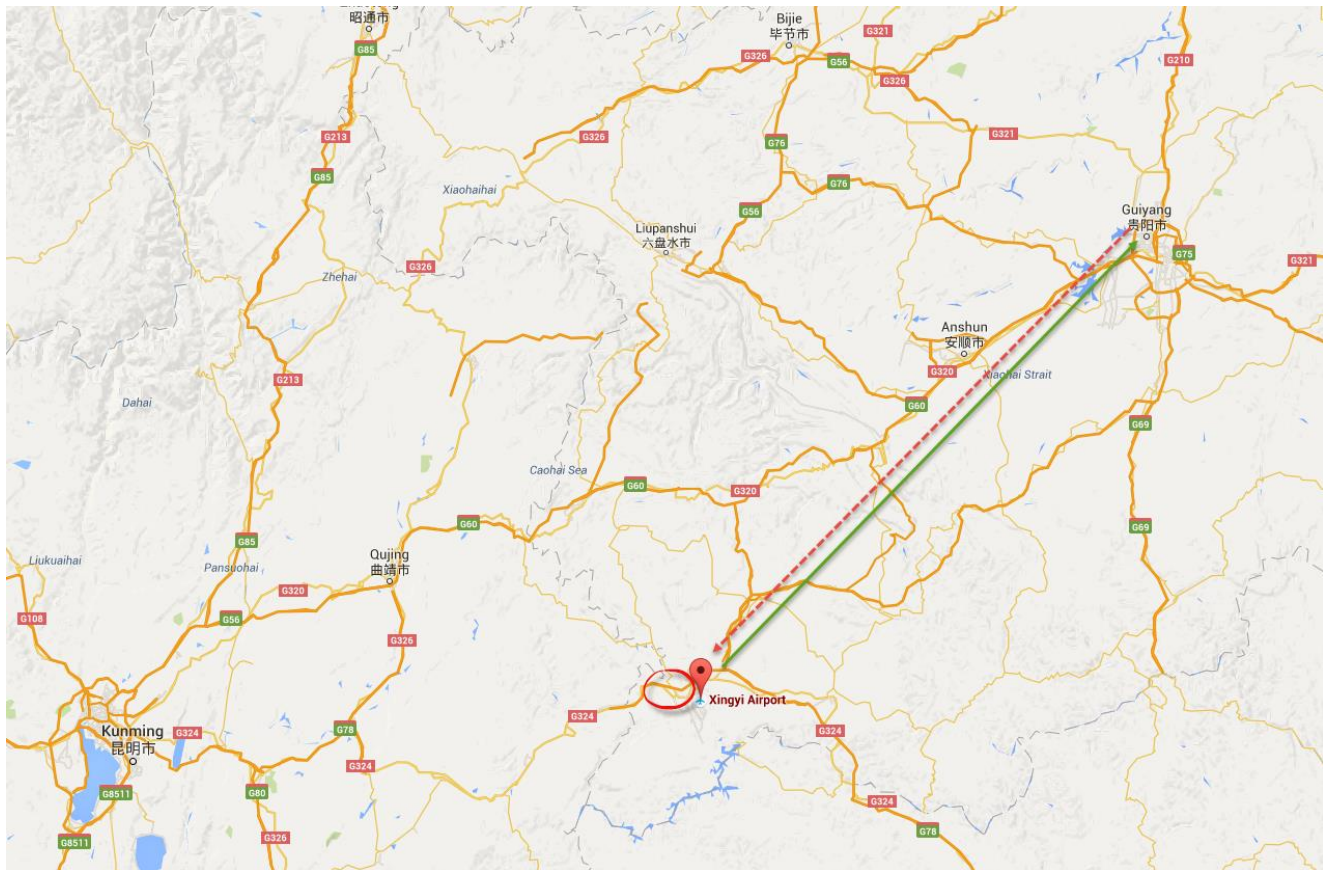 昭通市
G85
Bijie
毕节市
G326
G56
G321
G326
G210
G213
G326
G76
G321
G85
Xiaohaihai
G76
G56
Liupanshui
六盘水市
Guiyang
贵阳市
G75
G321
G326
Zhehai
Anshun
安顺市
G320
Xiaohai Strait
G213
Dahai
G60
G69
Caohai Sea
G60
G320
G60
G69
G85
Liukuaihai
Pansuohai
Qujing
曲靖市
G320
G108
G56
G326
Xingyi Airport
G324
G324
G78
G324
Kunming
昆明市
G324
G8511
G80
G324
G78
G326
G8511